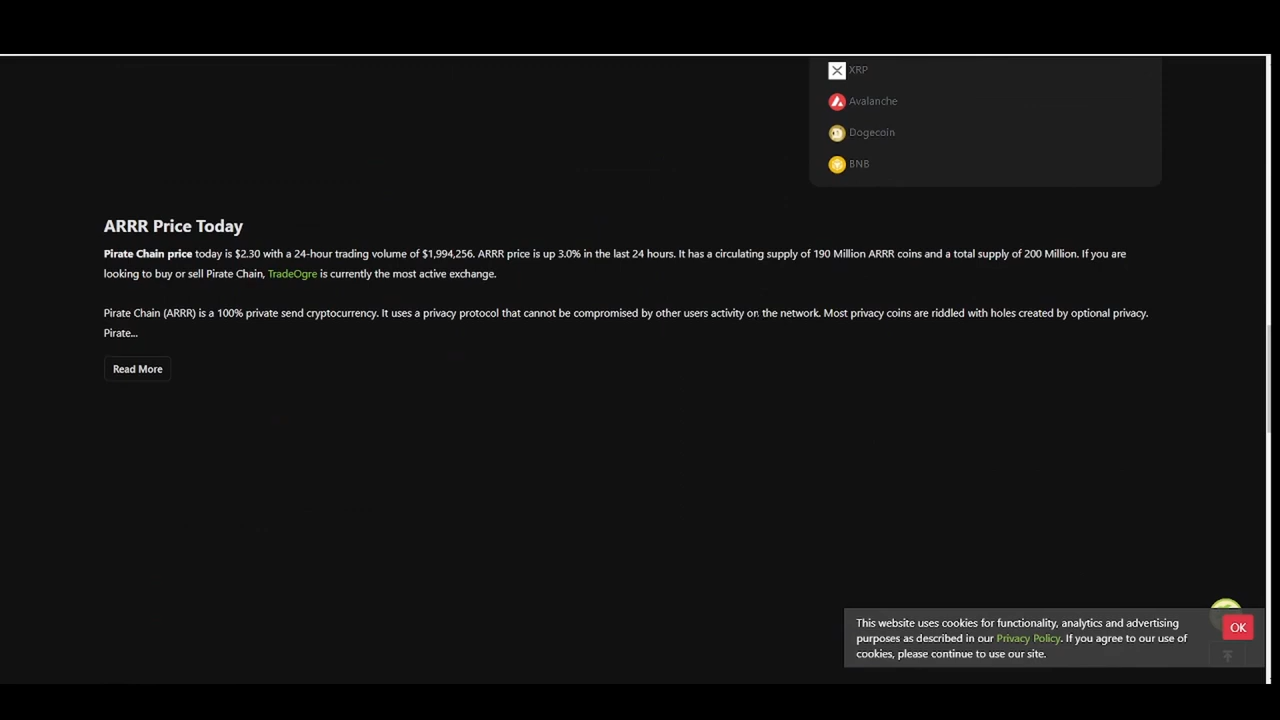 XRP
Avalanche
Dogecoin
BNB
ARRR Price Today
Pirate Chain price today is $2.30 with a 24-hour trading volume of $1,994,256. ARRR price is up 3.0% in the last 24 hours. It has a circulating supply of 190 Million ARRR coins and a total supply of 200 Million. If you are
looking to buy or sell Pirate Chain, TradeOgre is currently the most active exchange.
Pirate Chain (ARRR) is a 100% private send cryptocurrency. It uses a privacy protocol that cannot be compromised by other users activity on the network. Most privacy coins are riddled with holes created by optional privacy.
Pirate...
Read More
This website uses cookies for functionality, analytics and advertising
purposes as described in our Privacy Policy. If you agree to our use of
cookies, please continue to use our site.
OK